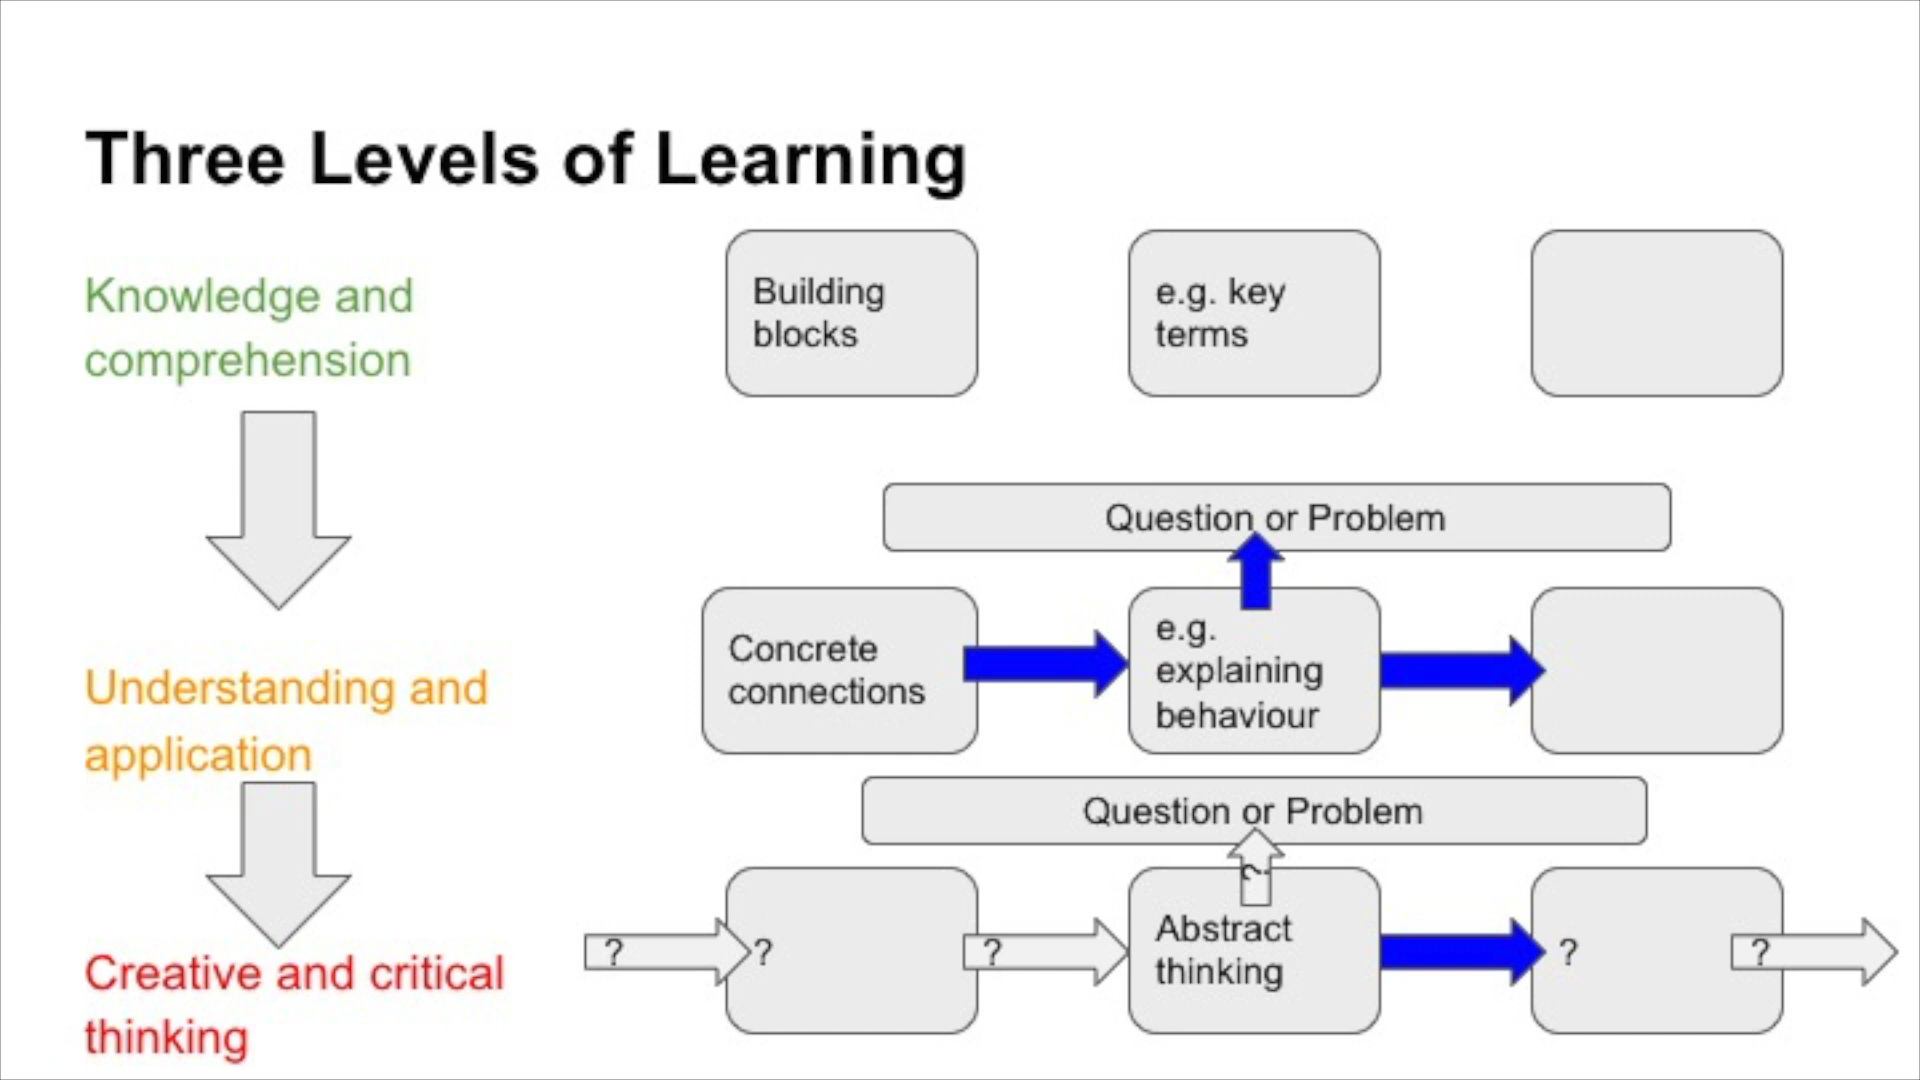 Three Levels of Learning
Knowledge and
comprehension
Building
blocks
e.g. key
terms
Question or Problem
Understanding and
application
Concrete
connections
e.g.
explaining
behaviour
Question or Problem
?
Creative and critical
thinking
?
?
?
Abstract
thinking
?
?